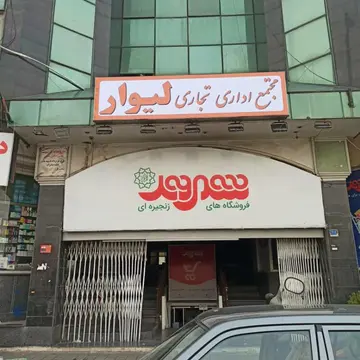 مجتمع اداری تجاری لیوار
شهروند
فروشگاه های زنجیره ای